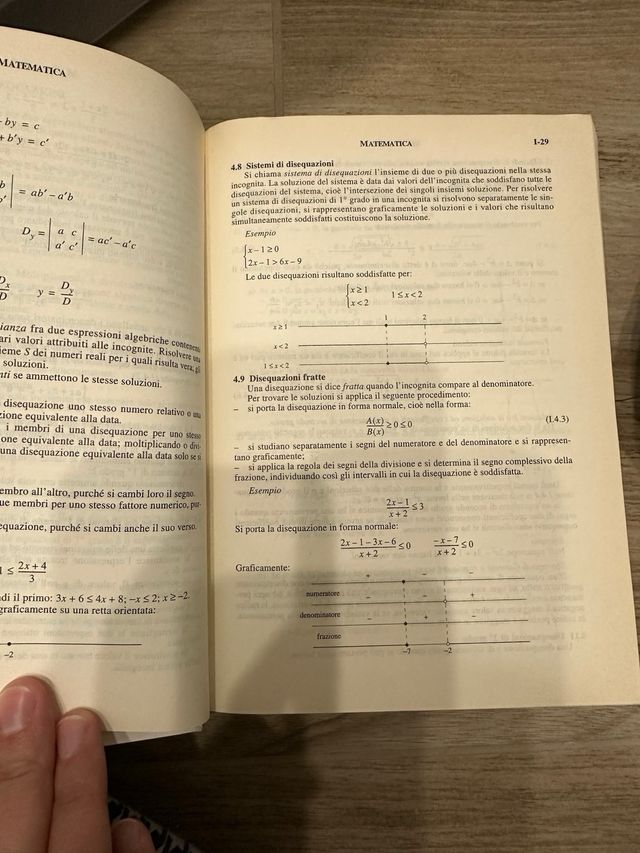 MATEMATICA
by = c
+ b'y = c'
= ab' – a'b
D_y = | a c |
| a' c' | = ac' – a'c
y = D_y / D
ianza fra due espressioni algebriche contenenti
ari valori attribuiti alle incognite. Risolvere una
ieme S dei numeri reali per i quali risulta vera, gli
soluzioni.
nti se ammettono le stesse soluzioni.
disequazione uno stesso numero relativo o una
zione equivalente alla data.
i membri di una disequazione per uno stesso
one equivalente alla data; moltiplicando o divi-
una disequazione equivalente alla data solo se si
embro all'altro, purché si cambi loro il segno.
ue membri per uno stesso fattore numerico, pur-
equazione, purché si cambi anche il suo verso.
≤ 2x + 4 / 3
di il primo: 3x + 6 ≤ 4x + 8; –x ≤ 2; x ≥ –2.
graficamente su una retta orientata:
–2
MATEMATICA I-29
4.8 Sistemi di disequazioni
Si chiama sistema di disequazioni l'insieme di due o più disequazioni nella stessa
incognita. La soluzione del sistema è data dai valori dell'incognita che soddisfano tutte le
disequazioni del sistema, cioè l'intersezione dei singoli insiemi soluzione. Per risolvere
un sistema di disequazioni di 1° grado in una incognita si risolvono separatamente le sin-
gole disequazioni, si rappresentano graficamente le soluzioni e i valori che risultano
simultaneamente soddisfatti costituiscono la soluzione.
Esempio
x – 1 ≥ 0
2x – 1 > 6x – 9
Le due disequazioni risultano soddisfatte per:
x ≥ 1
x < 2 1 ≤ x < 2
1 2
x ≥ 1
x < 2
1 ≤ x < 2
4.9 Disequazioni fratte
Una disequazione si dice fratta quando l'incognita compare al denominatore.
Per trovare le soluzioni si applica il seguente procedimento:
– si porta la disequazione in forma normale, cioè nella forma:
A(x) / B(x) ≥ 0 ≤ 0 (I.4.3)
– si studiano separatamente i segni del numeratore e del denominatore e si rappresen-
tano graficamente;
– si applica la regola dei segni della divisione e si determina il segno complessivo della
frazione, individuando così gli intervalli in cui la disequazione è soddisfatta.
Esempio
2x – 1 / x + 2 ≤ 3
Si porta la disequazione in forma normale:
2x – 1 – 3x – 6 / x + 2 ≤ 0 –x – 7 / x + 2 ≤ 0
Graficamente:
+ – –
numeratore
– – +
denominatore
– + –
frazione
–7 –2